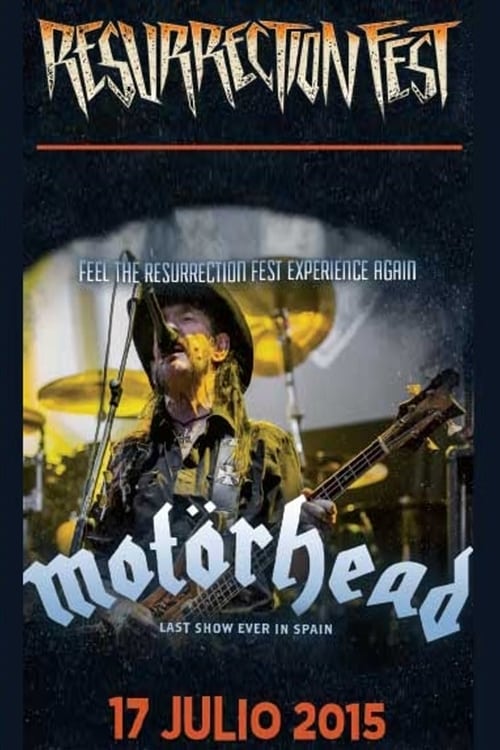 RESURRECTION FEST
FEEL THE RESURRECTION FEST EXPERIENCE AGAIN
motörhead
LAST SHOW EVER IN SPAIN
17 JULIO 2015